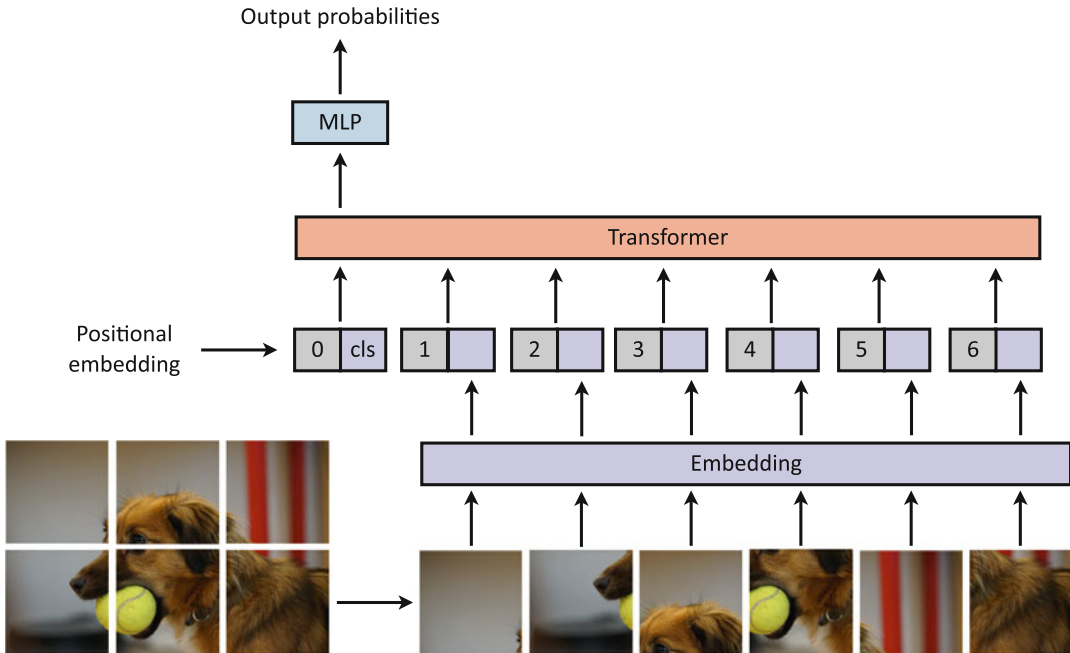 Output probabilities
MLP
Transformer
Positional
embedding
0 cls 1 2 3 4 5 6
Embedding